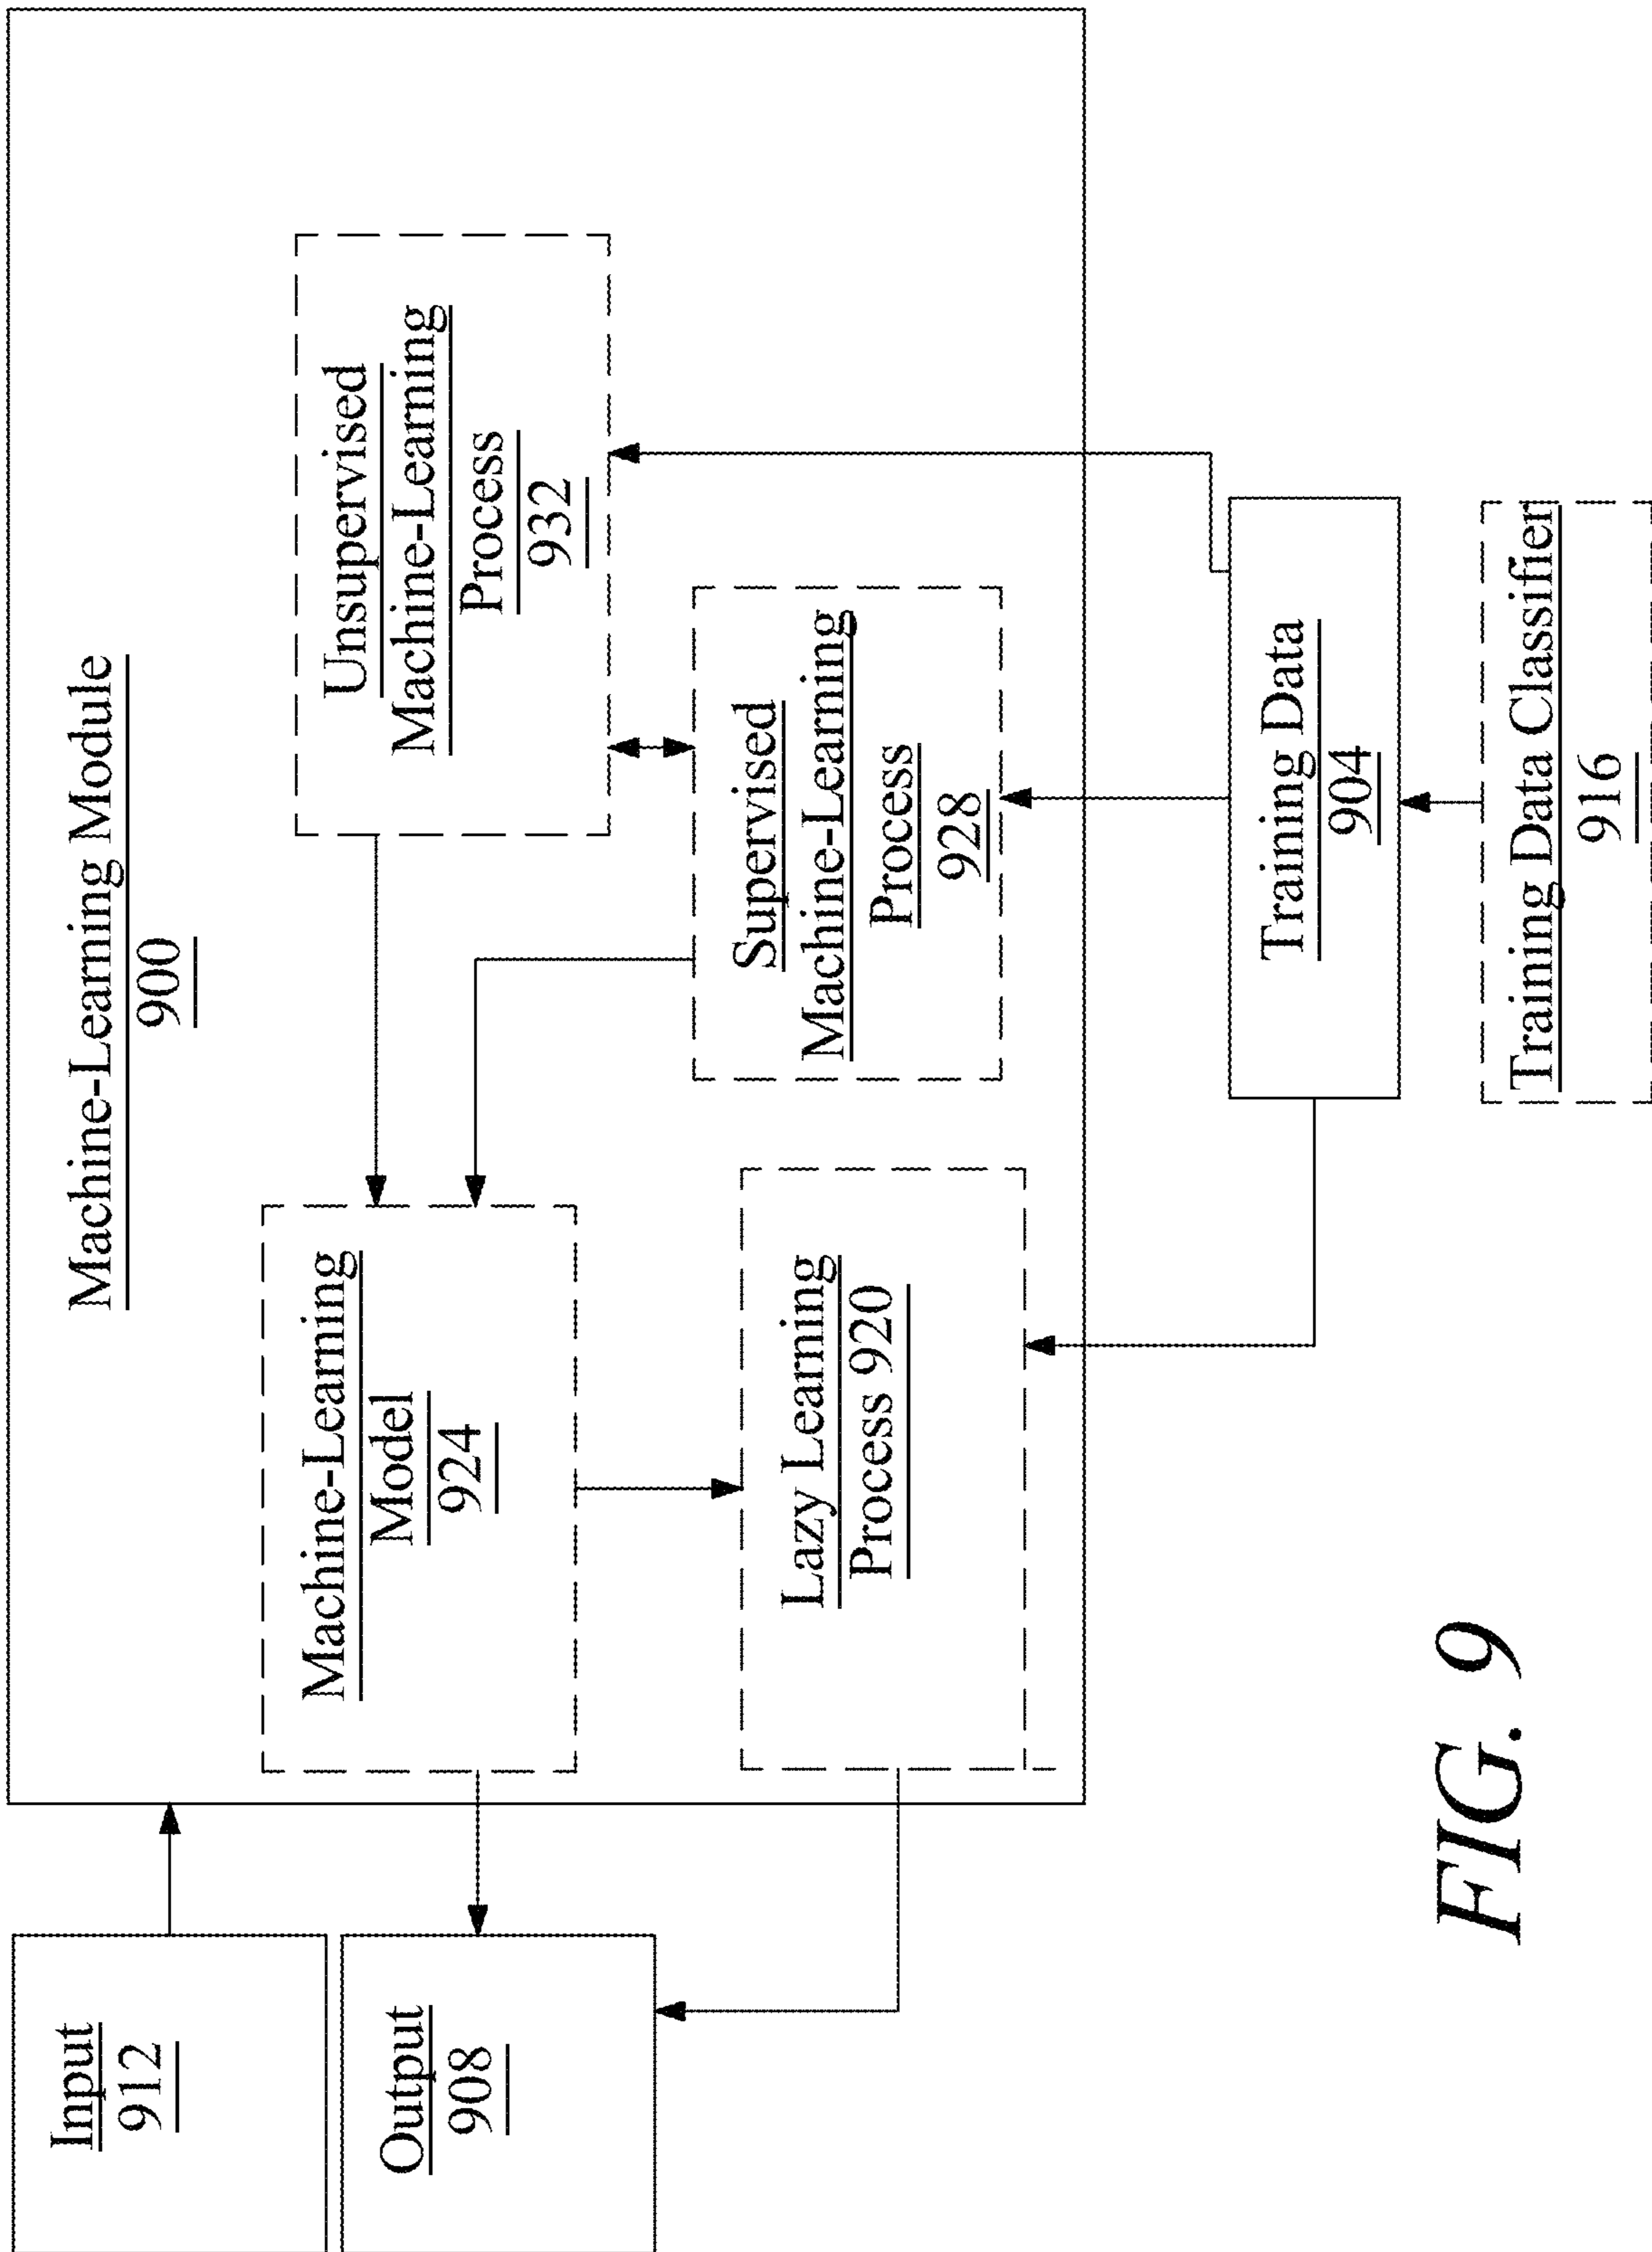 Machine-Learning Module
900
Input
912
Output
908
Machine-Learning
Model
924
Unsupervised
Machine-Learning
Process
932
Lazy Learning
Process 920
Supervised
Machine-Learning
Process
928
Training Data
904
Training Data Classifier
916
FIG. 9